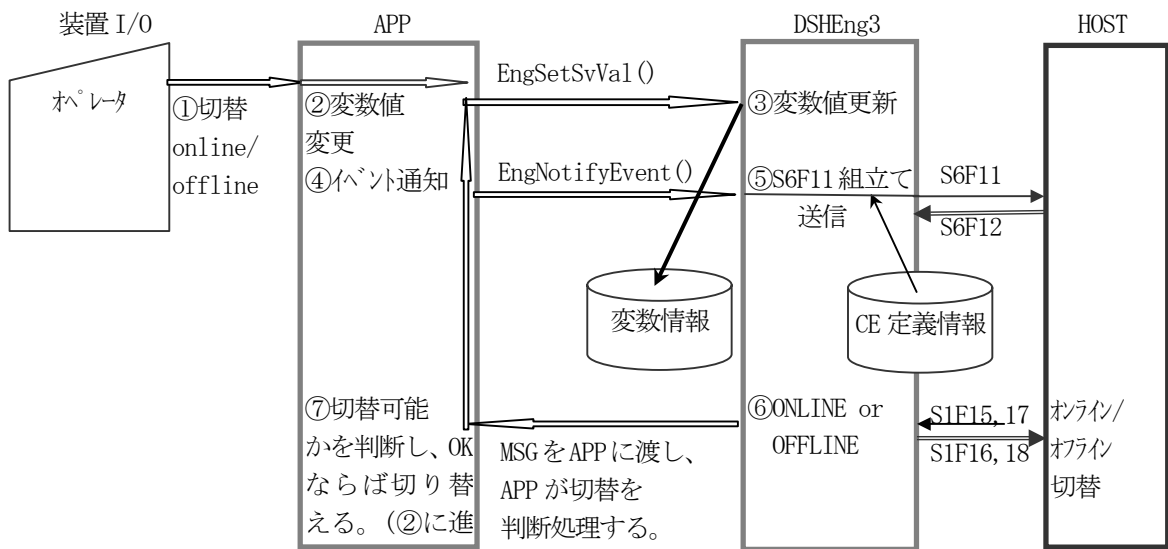 装置 I/O
APP
DSHEng3
HOST
ｵﾍﾟﾚｰﾀ
①切替
online/
offline
②変数値
変更
④ｲﾍﾞﾝﾄ通知
EngSetSvVal()
③変数値更新
EngNotifyEvent()
⑤S6F11 組立て
送信
S6F11
S6F12
変数情報
CE 定義情報
⑦切替可能
かを判断し、OK
ならば切り替
える。（②に進
MSG を APP に渡し、
APP が切替を
判断処理する。
⑥ONLINE or
OFFLINE
S1F15,17
S1F16,18
ｵﾝﾗｲﾝ/
ｵﾌﾗｲﾝ
切替